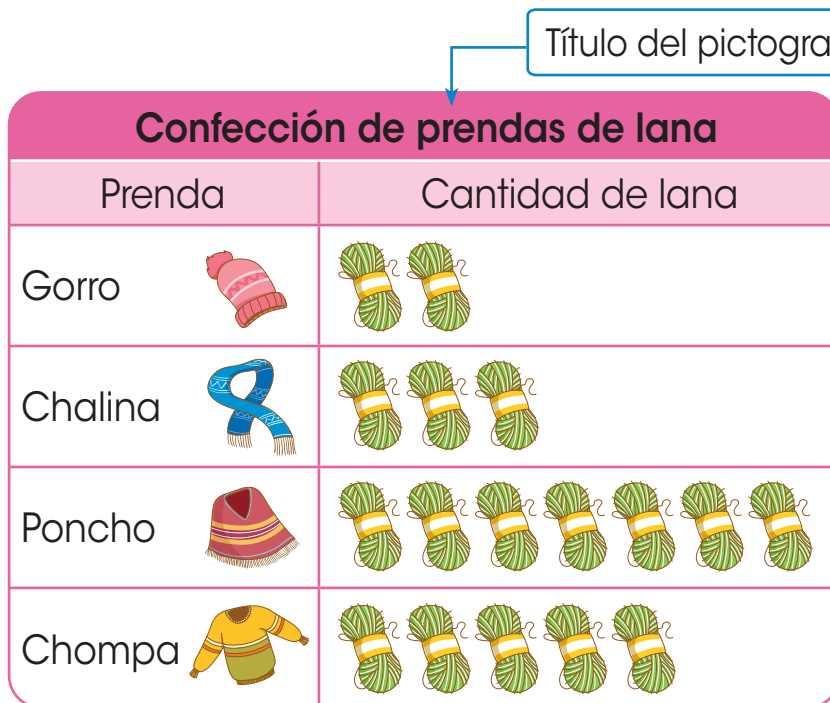 Título del pictogra
Confección de prendas de lana
Prenda Cantidad de lana
Gorro
Chalina
Poncho
Chompa